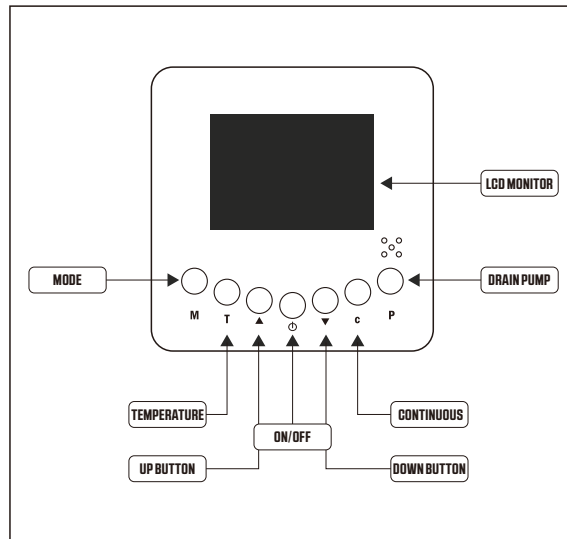 LCD MONITOR
MODE
DRAIN PUMP
M T ▲ ⏻ ▼ c P
TEMPERATURE
CONTINUOUS
ON/OFF
UP BUTTON
DOWN BUTTON